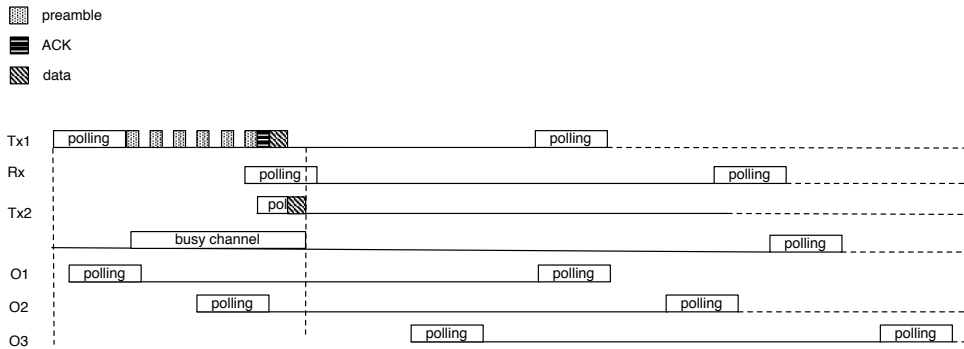 preamble
ACK
data
Tx1 polling polling
Rx polling polling
Tx2 pol
busy channel polling
O1 polling polling
O2 polling polling
O3 polling polling